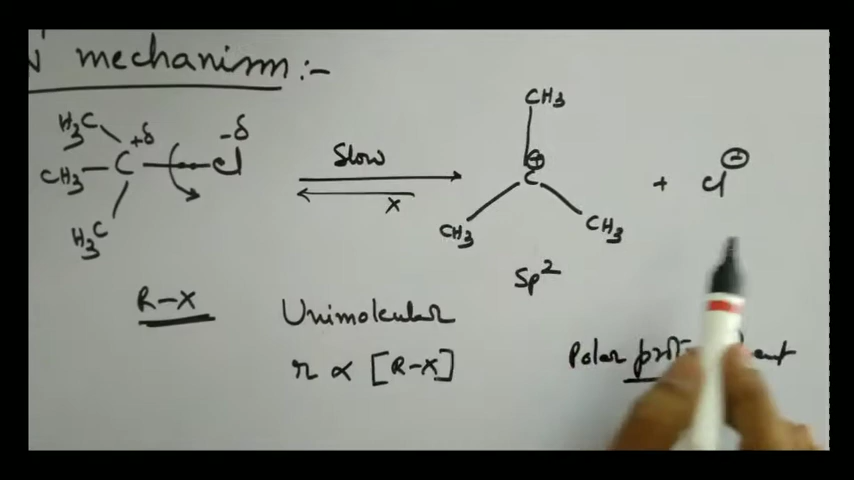 mechanism :-
H₃C
CH₃ – C +δ – Cl -δ
H₃C
Slow
x
CH₃
⊕
C
CH₃ CH₃
+ Cl ⊖
Sp²
R-X
Unimolecular
r ∝ [R-X]
Polar